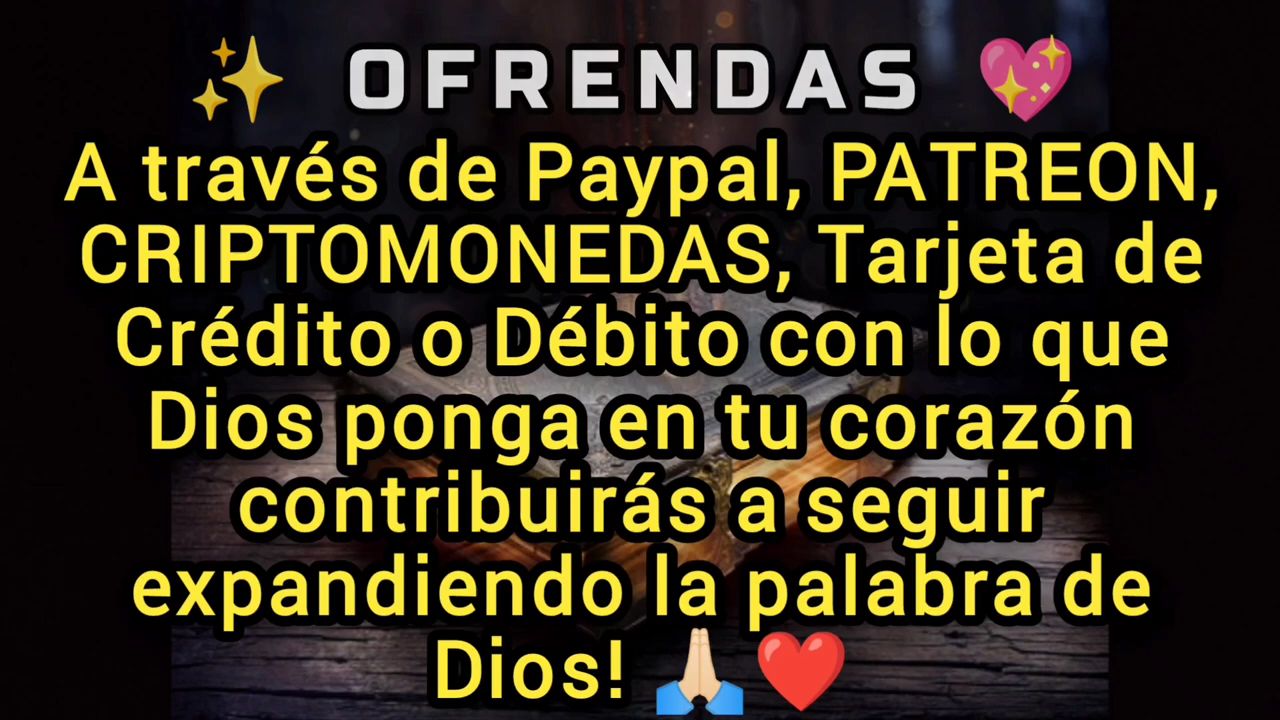 ✨ OFRENDAS 💖
A través de Paypal, PATREON,
CRIPTOMONEDAS, Tarjeta de
Crédito o Débito con lo que
Dios ponga en tu corazón
contribuirás a seguir
expandiendo la palabra de
Dios! 🙏🏻❤️